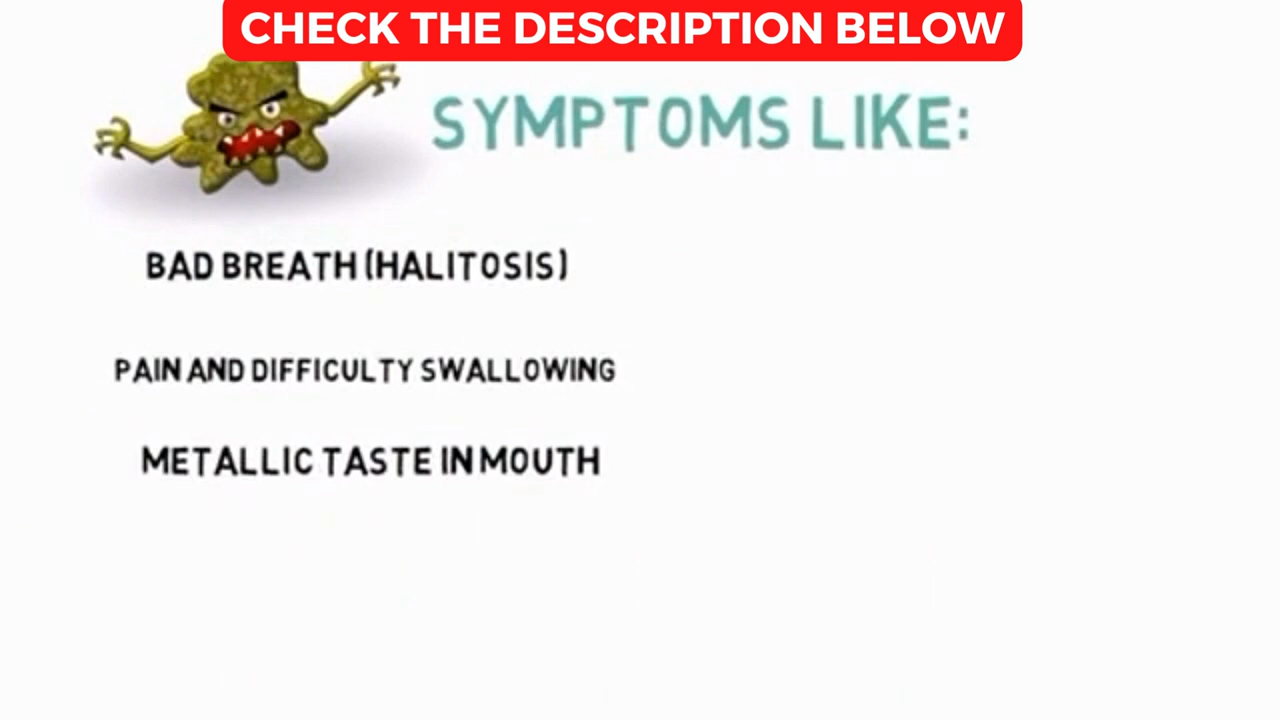 CHECK THE DESCRIPTION BELOW
SYMPTOMS LIKE:
BAD BREATH (HALITOSIS)
PAIN AND DIFFICULTY SWALLOWING
METALLIC TASTE IN MOUTH